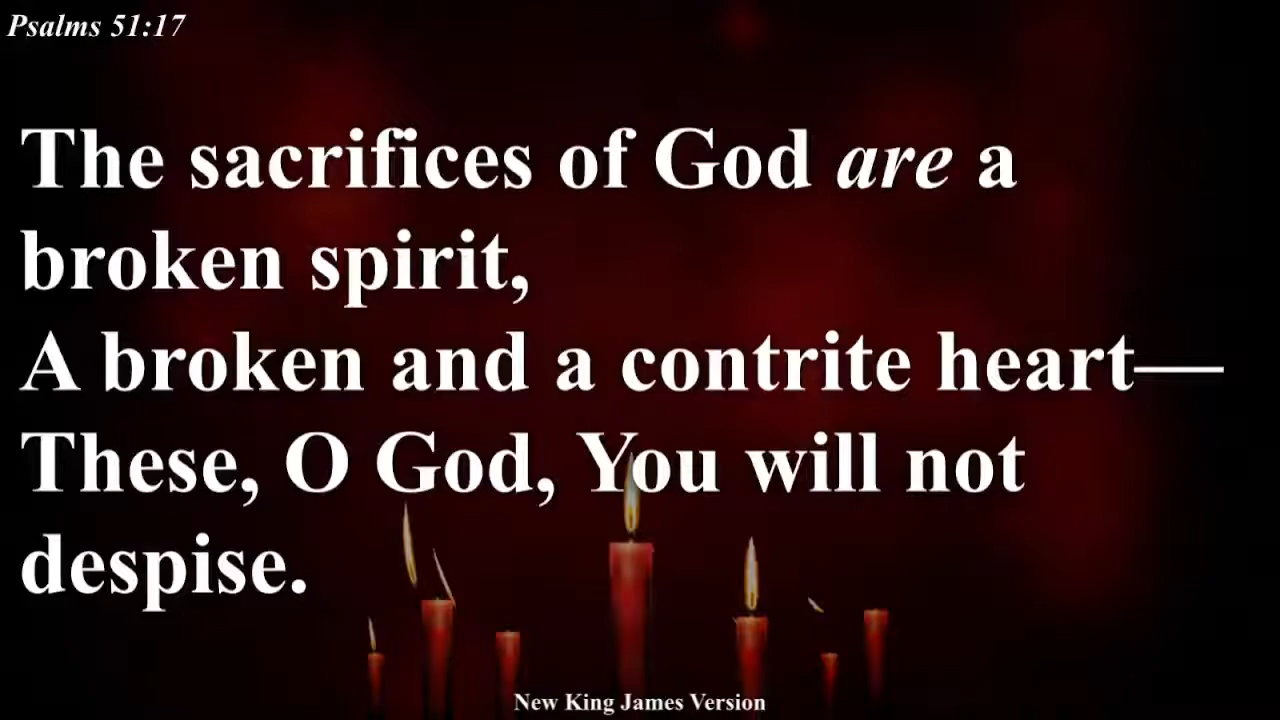 Psalms 51:17
The sacrifices of God are a
broken spirit,
A broken and a contrite heart—
These, O God, You will not
despise.
New King James Version